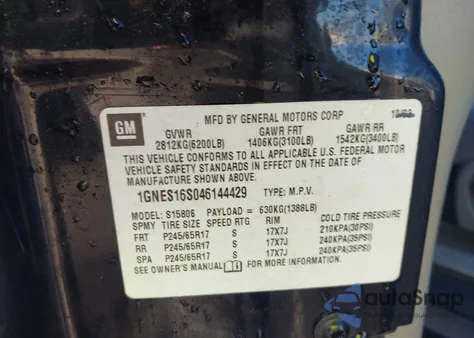 MFD BY GENERAL MOTORS CORP 10/03
GM
GVWR GAWR FRT GAWR RR
2812KG(6200LB) 1406KG(3100LB) 1542KG(3400LB)
THIS VEHICLE CONFORMS TO ALL APPLICABLE U.S. FEDERAL MOTOR
VEHICLE SAFETY STANDARDS IN EFFECT ON THE DATE OF
MANUFACTURE SHOWN ABOVE.
1GNES16S046144429 TYPE: M.P.V.
MODEL: S15806 PAYLOAD = 630KG(1388LB)
SPMY TIRE SIZE SPEED RTG RIM COLD TIRE PRESSURE
FRT P245/65R17 S 17X7J 210KPA(30PSI)
RR P245/65R17 S 17X7J 240KPA(35PSI)
SPA P245/65R17 S 17X7J 240KPA(35PSI)
SEE OWNER'S MANUAL FOR MORE INFORMATION.
autoSnap